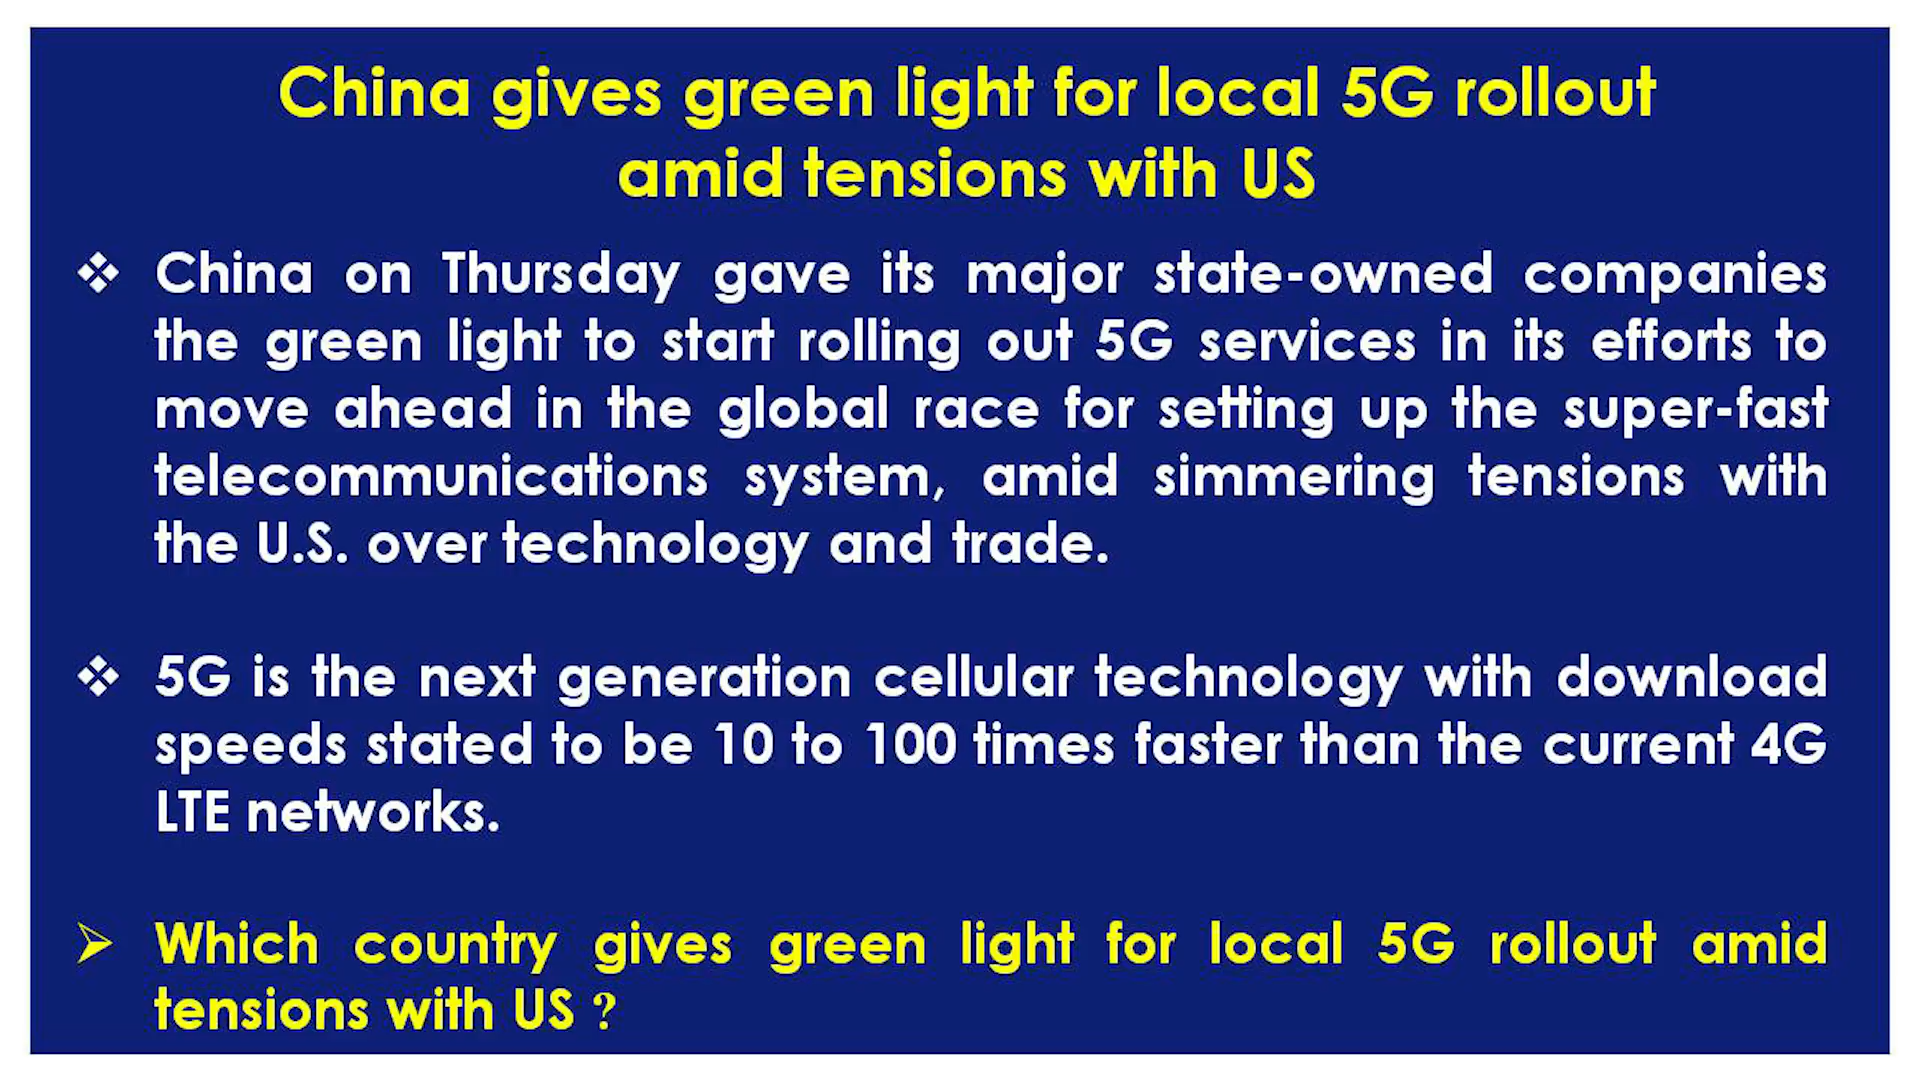 China gives green light for local 5G rollout
amid tensions with US
❖ China on Thursday gave its major state-owned companies
the green light to start rolling out 5G services in its efforts to
move ahead in the global race for setting up the super-fast
telecommunications system, amid simmering tensions with
the U.S. over technology and trade.
❖ 5G is the next generation cellular technology with download
speeds stated to be 10 to 100 times faster than the current 4G
LTE networks.
➢ Which country gives green light for local 5G rollout amid
tensions with US ?